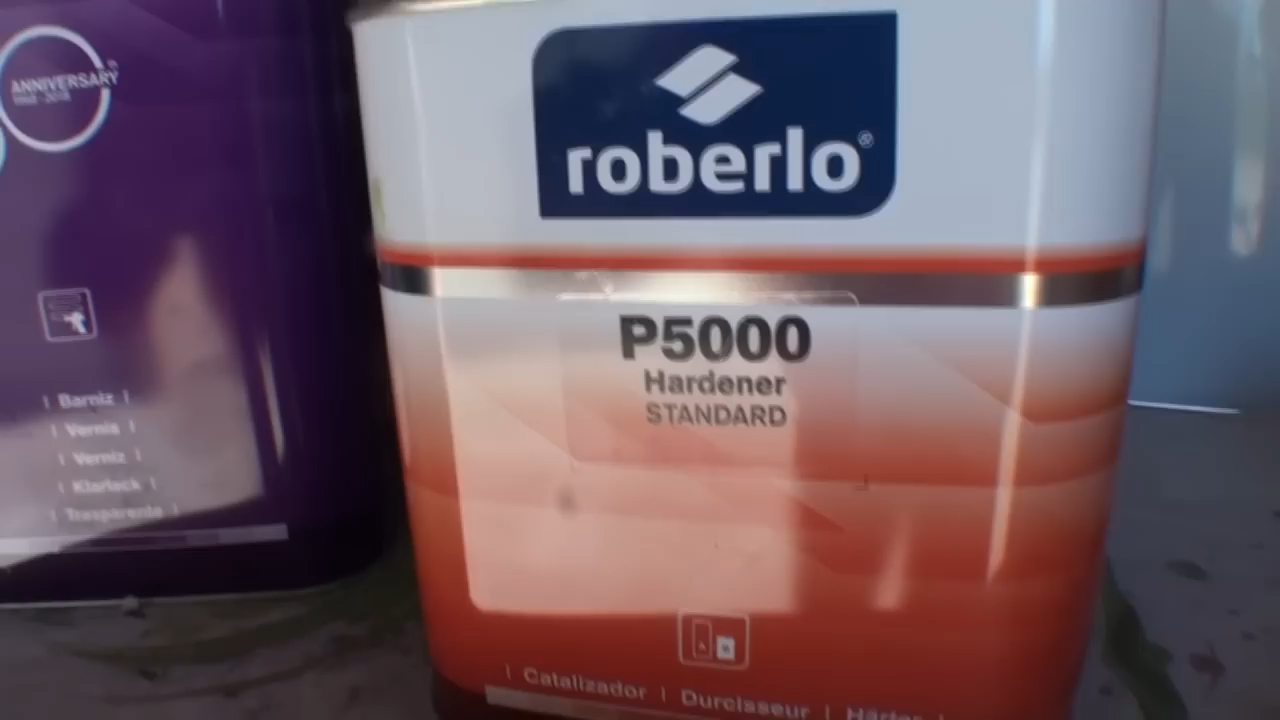 ANNIVERSARY
| Barniz |
| Vernis |
| Verniz |
| Klarlack |
| Trasparente |
roberlo®
P5000
Hardener
STANDARD
| Catalizador | Durcisseur | Härter |